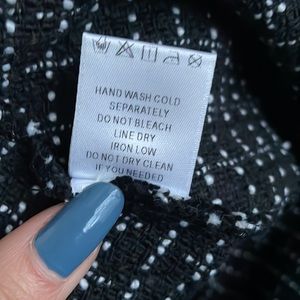 HAND WASH COLD
SEPARATELY
DO NOT BLEACH
LINE DRY
IRON LOW
DO NOT DRY CLEAN
IF YOU NEEDED